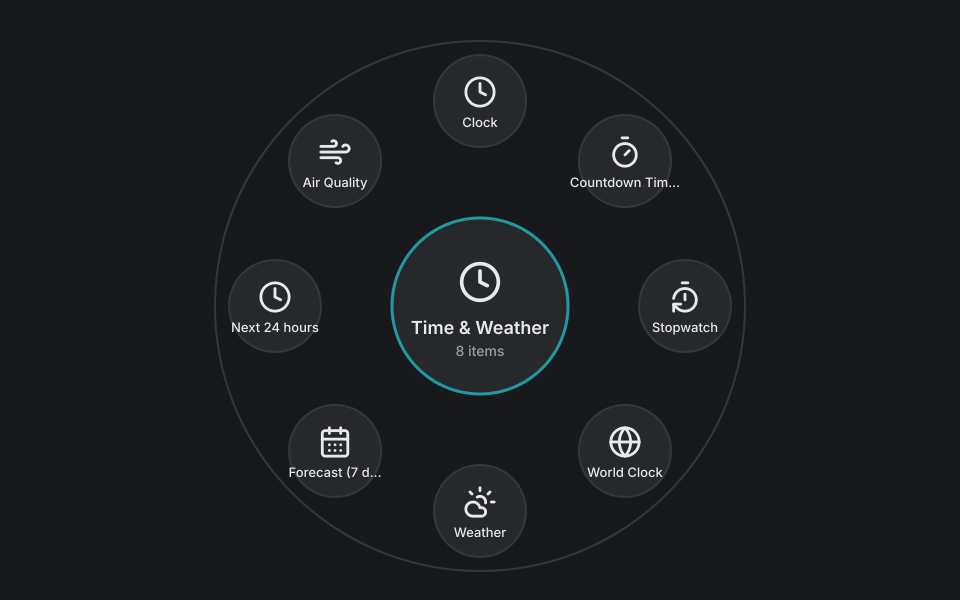 Clock
Air Quality
Countdown Tim...
Next 24 hours
Time & Weather
8 items
Stopwatch
Forecast (7 d...
World Clock
Weather